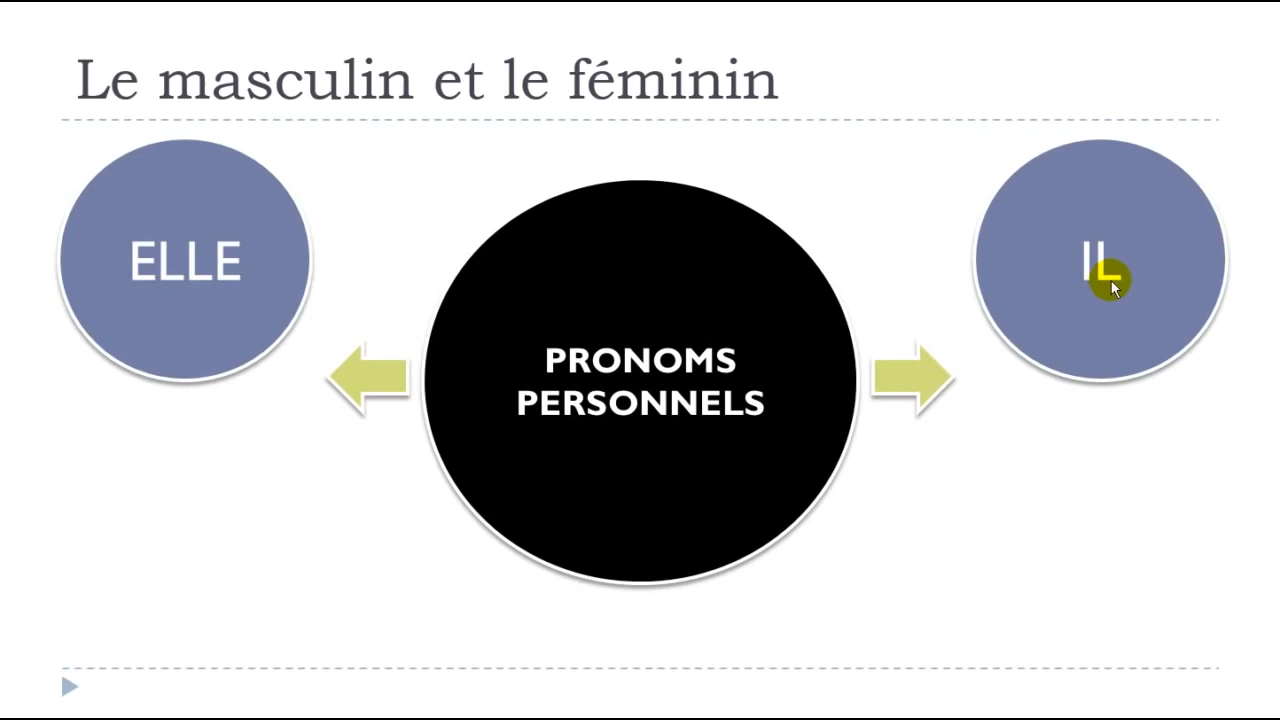 Le masculin et le féminin
ELLE
IL
PRONOMS
PERSONNELS